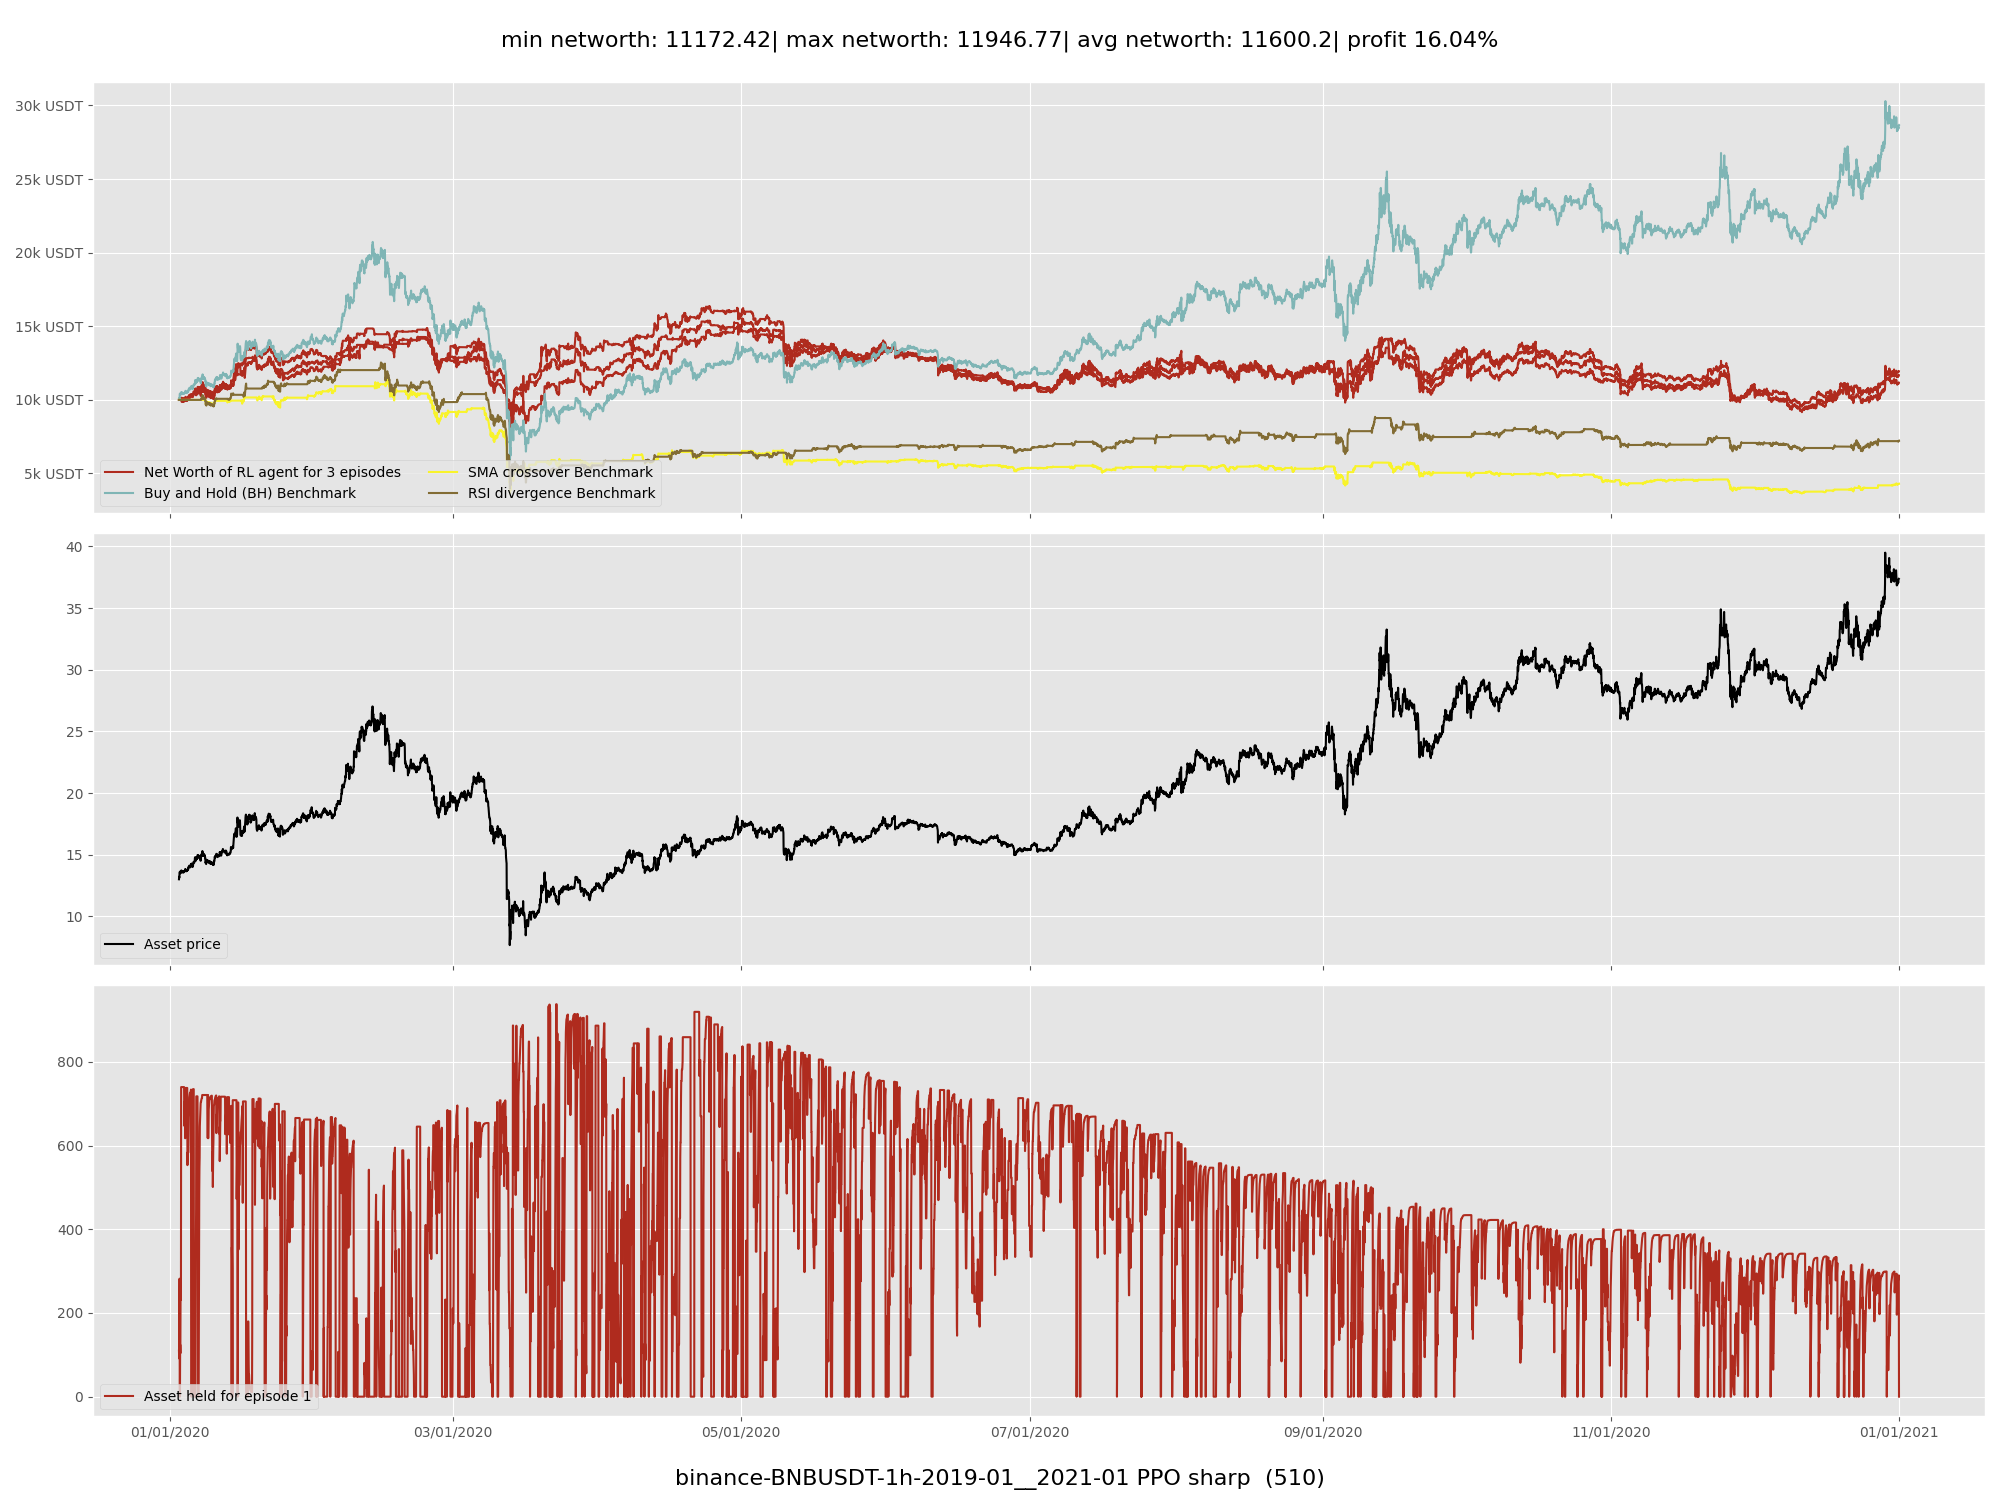 min networth: 11172.42| max networth: 11946.77| avg networth: 11600.2| profit 16.04%
30k USDT
25k USDT
20k USDT
15k USDT
10k USDT
5k USDT
Net Worth of RL agent for 3 episodes
Buy and Hold (BH) Benchmark
SMA crossover Benchmark
RSI divergence Benchmark
40
35
30
25
20
15
10
Asset price
800
600
400
200
0
Asset held for episode 1
01/01/2020
03/01/2020
05/01/2020
07/01/2020
09/01/2020
11/01/2020
01/01/2021
binance-BNBUSDT-1h-2019-01__2021-01 PPO sharp  (510)